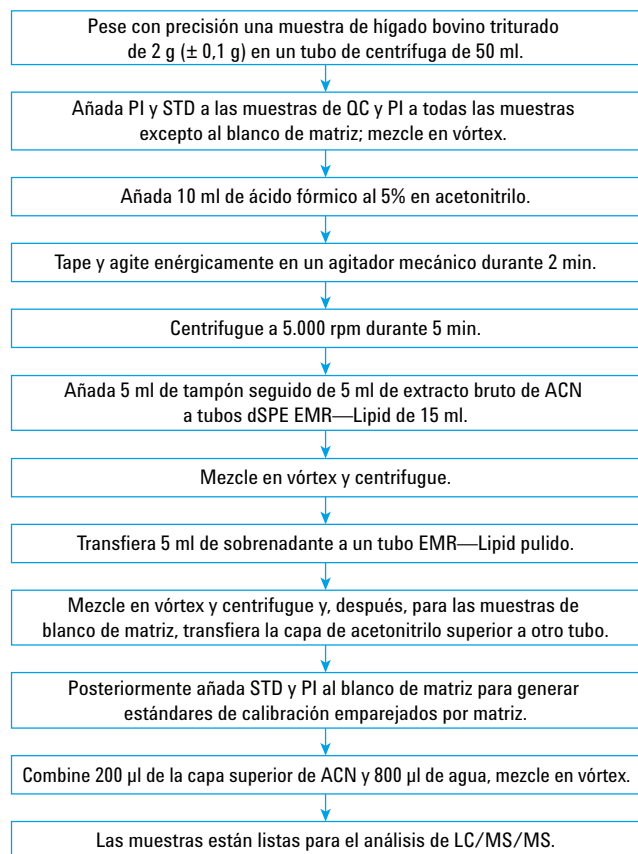 Pese con precisión una muestra de hígado bovino triturado
de 2 g (± 0,1 g) en un tubo de centrífuga de 50 ml.
Añada PI y STD a las muestras de QC y PI a todas las muestras
excepto al blanco de matriz; mezcle en vórtex.
Añada 10 ml de ácido fórmico al 5% en acetonitrilo.
Tape y agite enérgicamente en un agitador mecánico durante 2 min.
Centrifugue a 5.000 rpm durante 5 min.
Añada 5 ml de tampón seguido de 5 ml de extracto bruto de ACN
a tubos dSPE EMR—Lipid de 15 ml.
Mezcle en vórtex y centrifugue.
Transfiera 5 ml de sobrenadante a un tubo EMR—Lipid pulido.
Mezcle en vórtex y centrifugue y, después, para las muestras de
blanco de matriz, transfiera la capa de acetonitrilo superior a otro tubo.
Posteriormente añada STD y PI al blanco de matriz para generar
estándares de calibración emparejados por matriz.
Combine 200 µl de la capa superior de ACN y 800 µl de agua, mezcle en vórtex.
Las muestras están listas para el análisis de LC/MS/MS.